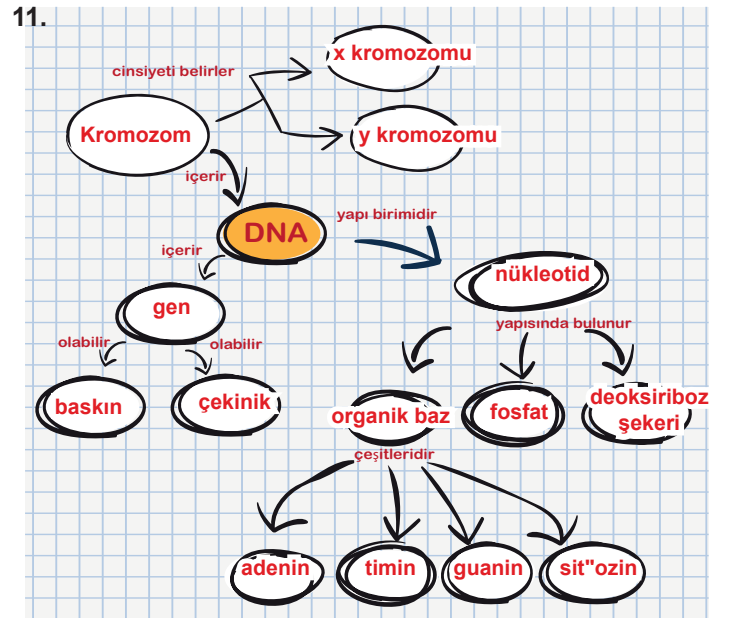 11.
x kromozomu
cinsiyeti belirler
Kromozom
y kromozomu
içerir
yapı birimidir
DNA
içerir
nükleotid
gen
yapısında bulunur
olabilir
olabilir
baskın
çekinik
organik baz
fosfat
deoksiriboz
şekeri
çeşitleridir
adenin
timin
guanin
sit"ozin